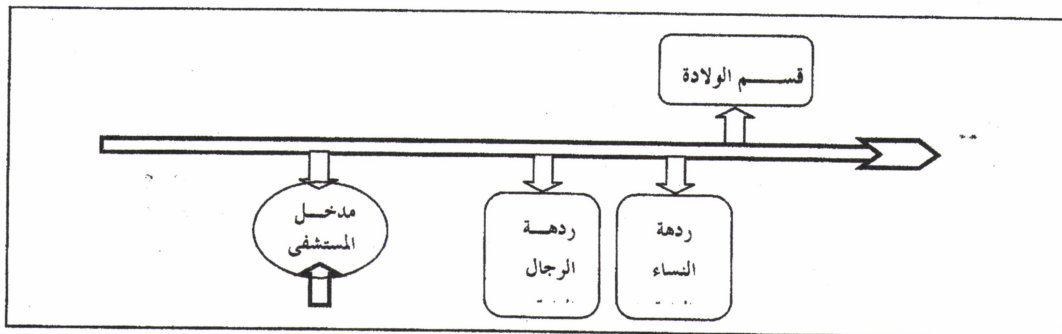 قسم الولادة
مدخل
المستشفى
ردهة
الرجال
ردهة
النساء